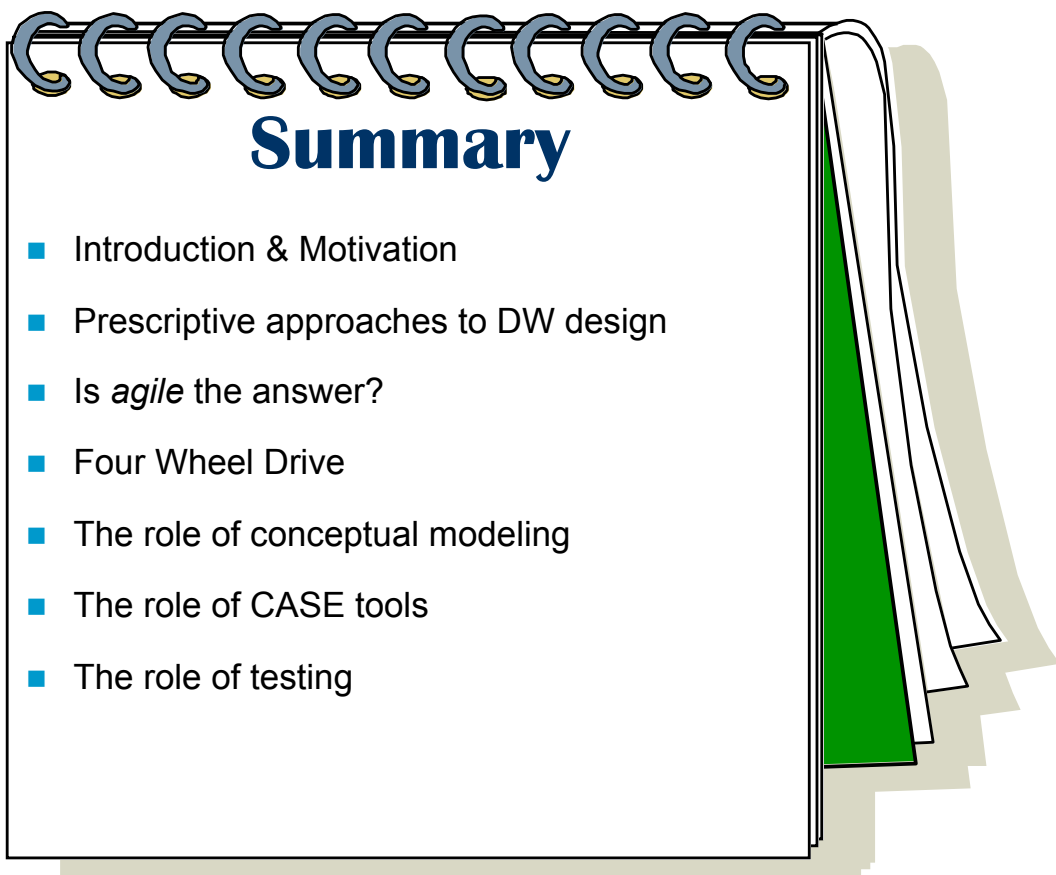 Summary
Introduction & Motivation
Prescriptive approaches to DW design
Is agile the answer?
Four Wheel Drive
The role of conceptual modeling
The role of CASE tools
The role of testing